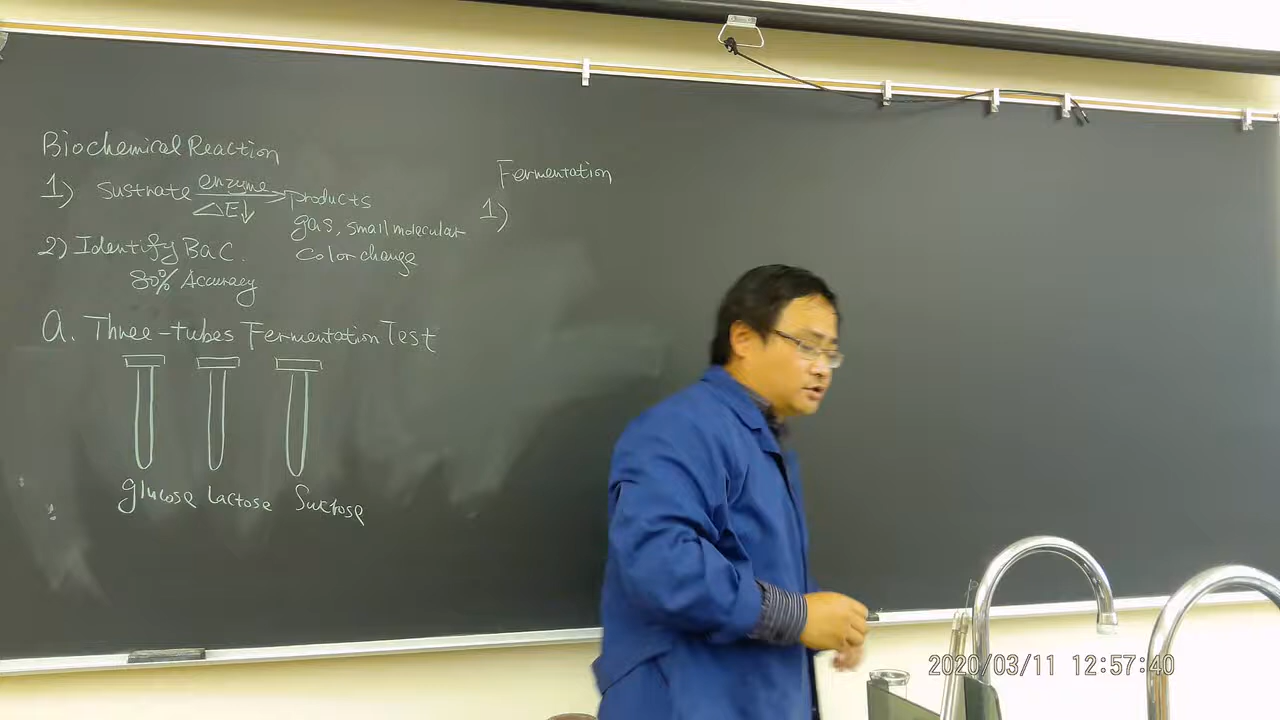 Biochemical Reaction
1) Sustrate enzyme products
ΔE↓
gas, small molecular
color change
2) Identify Bac.
80% Accuracy
a. Three-tubes Fermentation Test
glucose Lactose Sucrose
Fermentation
1)
2020/03/11 12:57:40